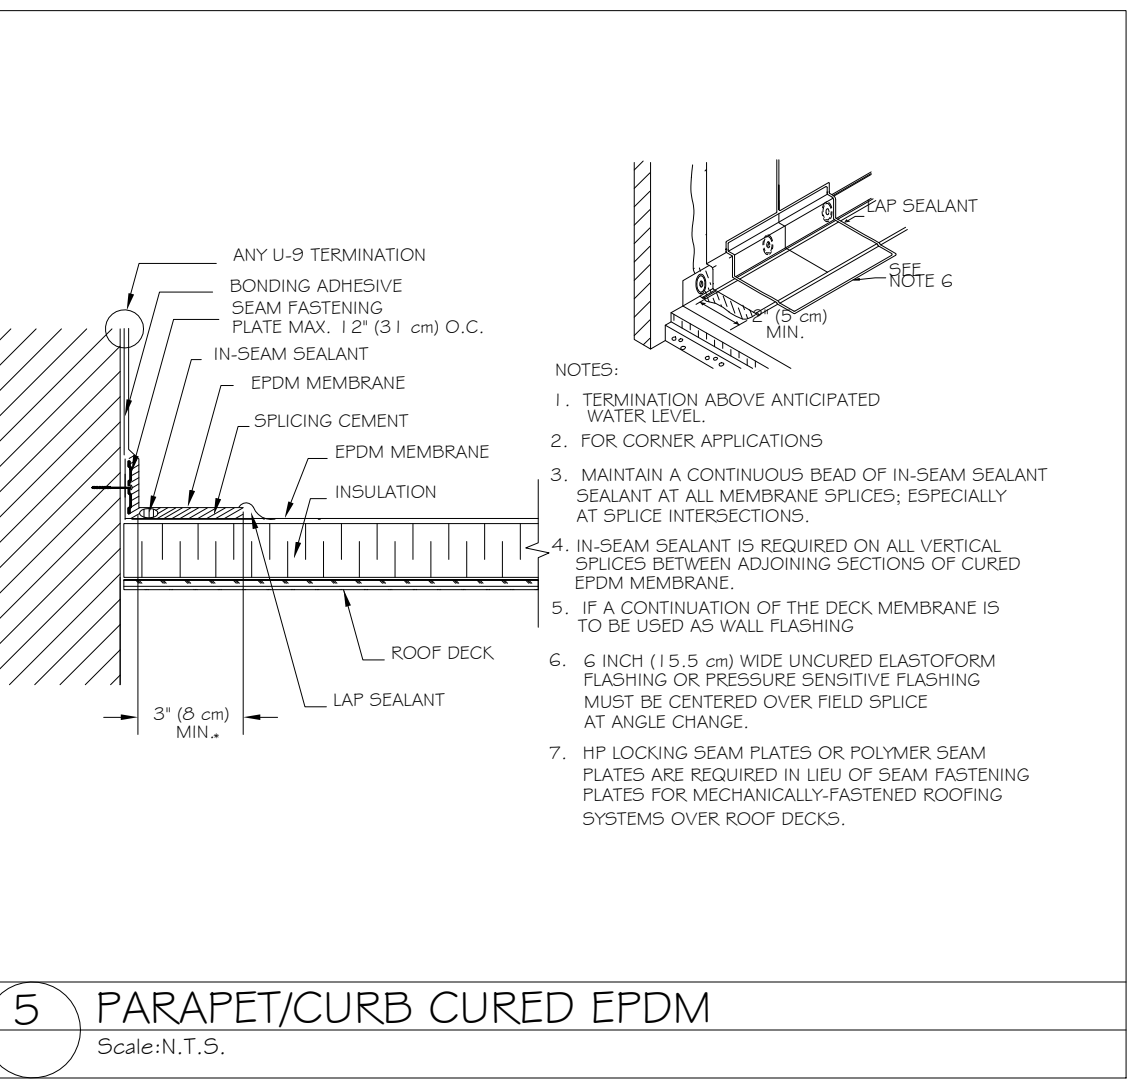 ANY U-9 TERMINATION
BONDING ADHESIVE
SEAM FASTENING
PLATE MAX. 12" (31 cm) O.C.
IN-SEAM SEALANT
EPDM MEMBRANE
SPLICING CEMENT
EPDM MEMBRANE
INSULATION
ROOF DECK
LAP SEALANT
3" (8 cm)
MIN.*
LAP SEALANT
SEE
NOTE 6
2" (5 cm)
MIN.
NOTES:
1. TERMINATION ABOVE ANTICIPATED
WATER LEVEL.
2. FOR CORNER APPLICATIONS
3. MAINTAIN A CONTINUOUS BEAD OF IN-SEAM SEALANT
SEALANT AT ALL MEMBRANE SPLICES; ESPECIALLY
AT SPLICE INTERSECTIONS.
4. IN-SEAM SEALANT IS REQUIRED ON ALL VERTICAL
SPLICES BETWEEN ADJOINING SECTIONS OF CURED
EPDM MEMBRANE.
5. IF A CONTINUATION OF THE DECK MEMBRANE IS
TO BE USED AS WALL FLASHING
6. 6 INCH (15.5 cm) WIDE UNCURED ELASTOFORM
FLASHING OR PRESSURE SENSITIVE FLASHING
MUST BE CENTERED OVER FIELD SPLICE
AT ANGLE CHANGE.
7. HP LOCKING SEAM PLATES OR POLYMER SEAM
PLATES ARE REQUIRED IN LIEU OF SEAM FASTENING
PLATES FOR MECHANICALLY-FASTENED ROOFING
SYSTEMS OVER ROOF DECKS.
5 PARAPET/CURB CURED EPDM
Scale:N.T.S.